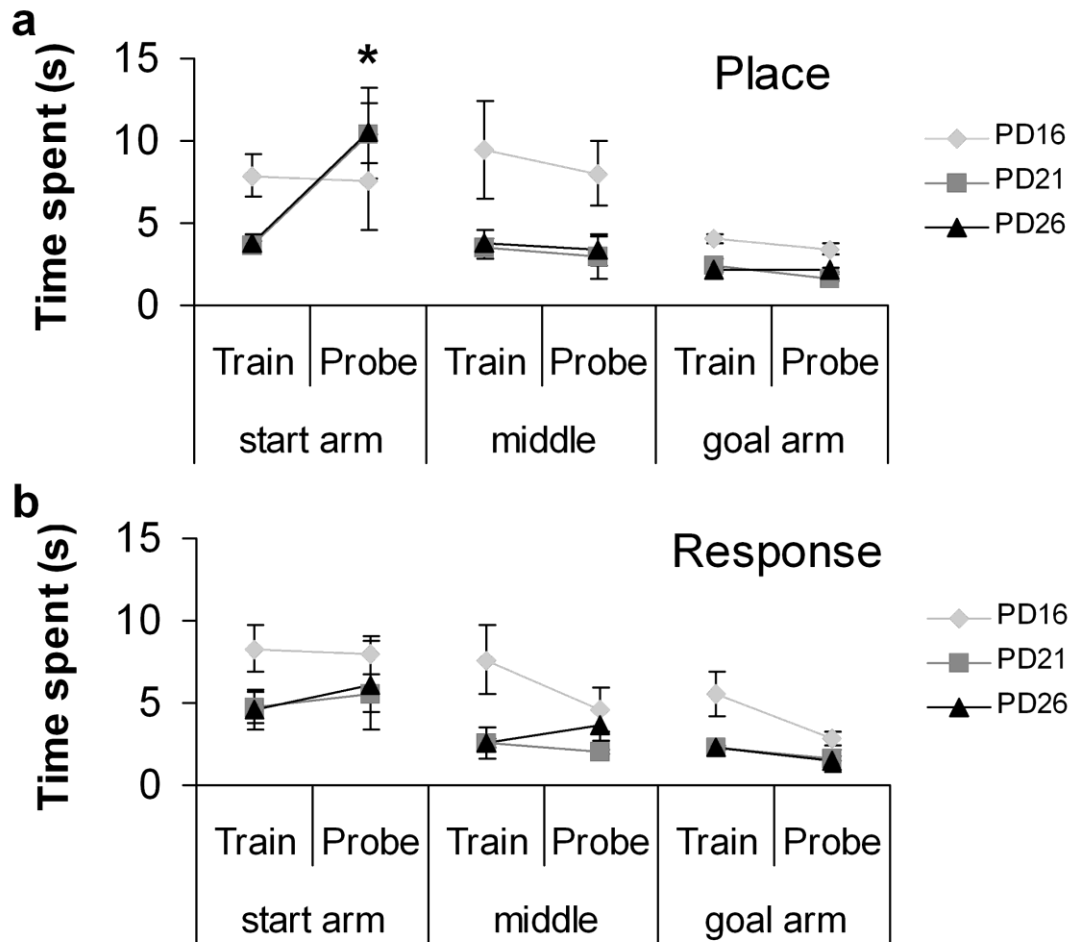 a
Time spent (s)
15
10
5
0
*
Place
PD16
PD21
PD26
Train Probe Train Probe Train Probe
start arm middle goal arm
b
Time spent (s)
15
10
5
0
Response
PD16
PD21
PD26
Train Probe Train Probe Train Probe
start arm middle goal arm